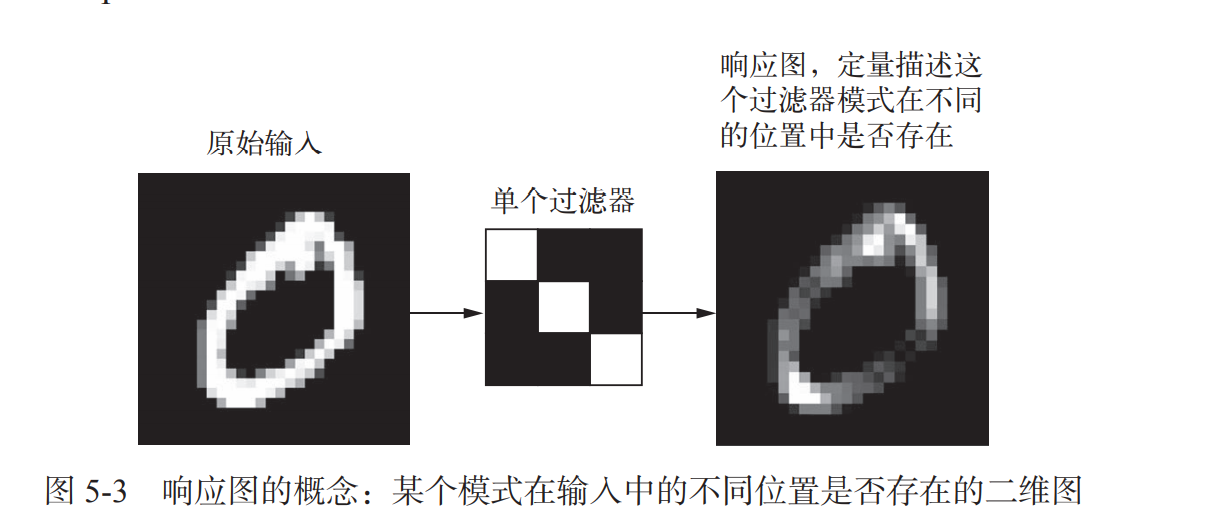 原始输入
单个过滤器
响应图，定量描述这
个过滤器模式在不同
的位置中是否存在
图 5-3 响应图的概念：某个模式在输入中的不同位置是否存在的二维图